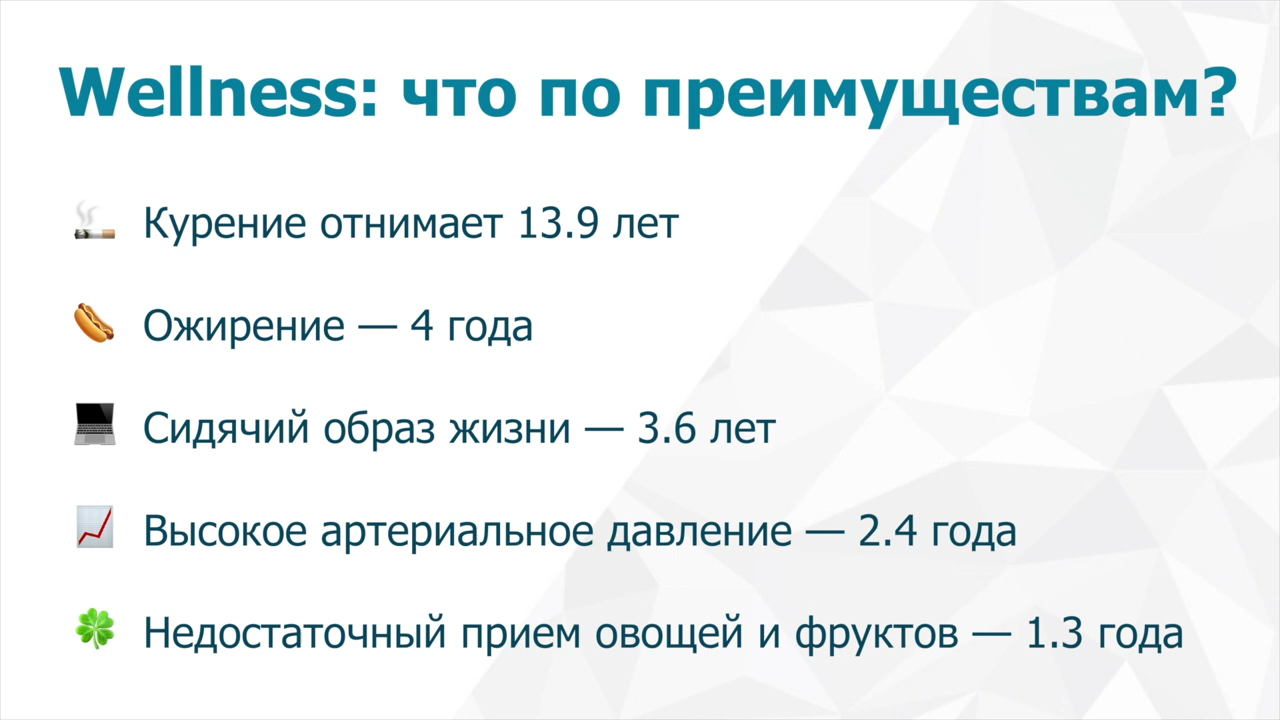 Wellness: что по преимуществам?
Курение отнимает 13.9 лет
Ожирение — 4 года
Сидячий образ жизни — 3.6 лет
Высокое артериальное давление — 2.4 года
Недостаточный прием овощей и фруктов — 1.3 года